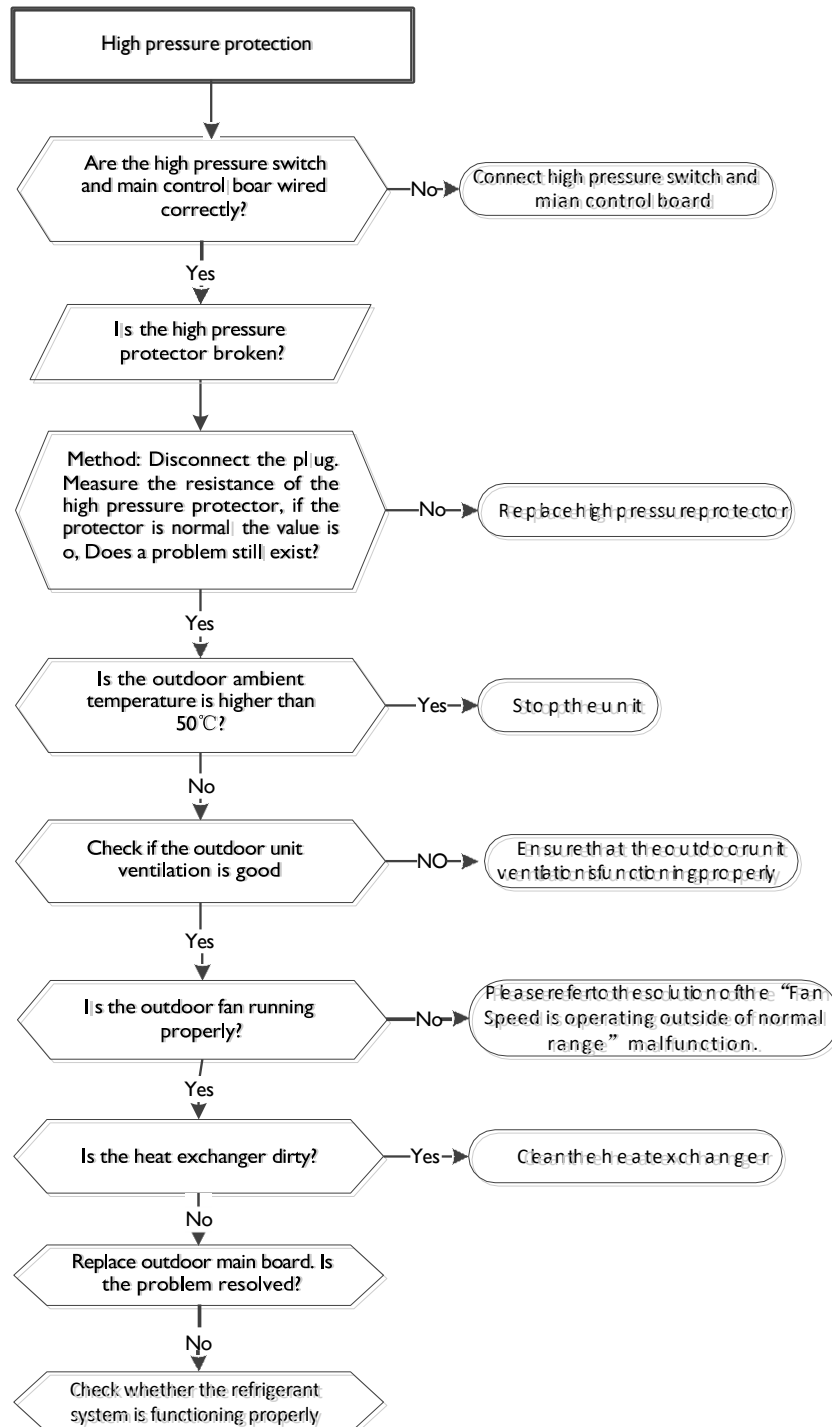 High pressure protection
Are the high pressure switch
and main control boar wired
correctly?
No
Connect high pressure switch and
mian control board
Yes
Is the high pressure
protector broken?
Method: Disconnect the plug.
Measure the resistance of the
high pressure protector, if the
protector is normal the value is
0, Does a problem still exist?
No
Replace high pressure protector
Yes
Is the outdoor ambient
temperature is higher than
50℃?
Yes
Stop the unit
No
Check if the outdoor unit
ventilation is good
NO
Ensure that the outdoor unit
ventilation is functioning properly
Yes
Is the outdoor fan running
properly?
No
Please refer to the solution of the “Fan
Speed is operating outside of normal
range” malfunction.
Yes
Is the heat exchanger dirty?
Yes
Clean the heat exchanger
No
Replace outdoor main board. Is
the problem resolved?
No
Check whether the refrigerant
system is functioning properly